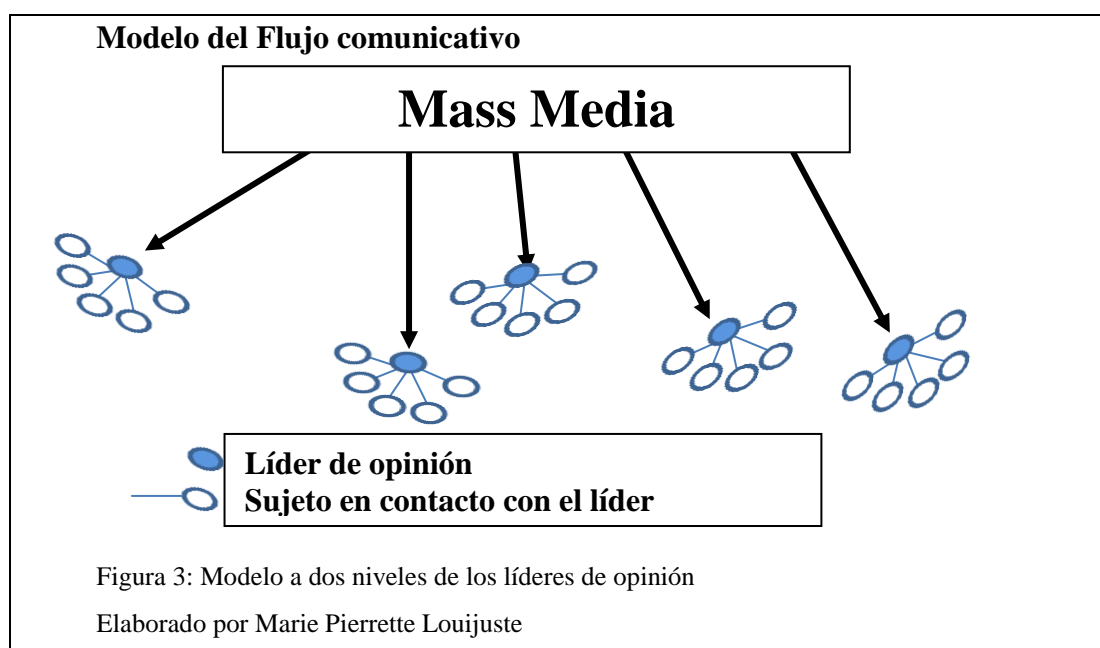 Modelo del Flujo comunicativo
Mass Media
Líder de opinión
Sujeto en contacto con el líder
Figura 3: Modelo a dos niveles de los líderes de opinión
Elaborado por Marie Pierrette Louijuste